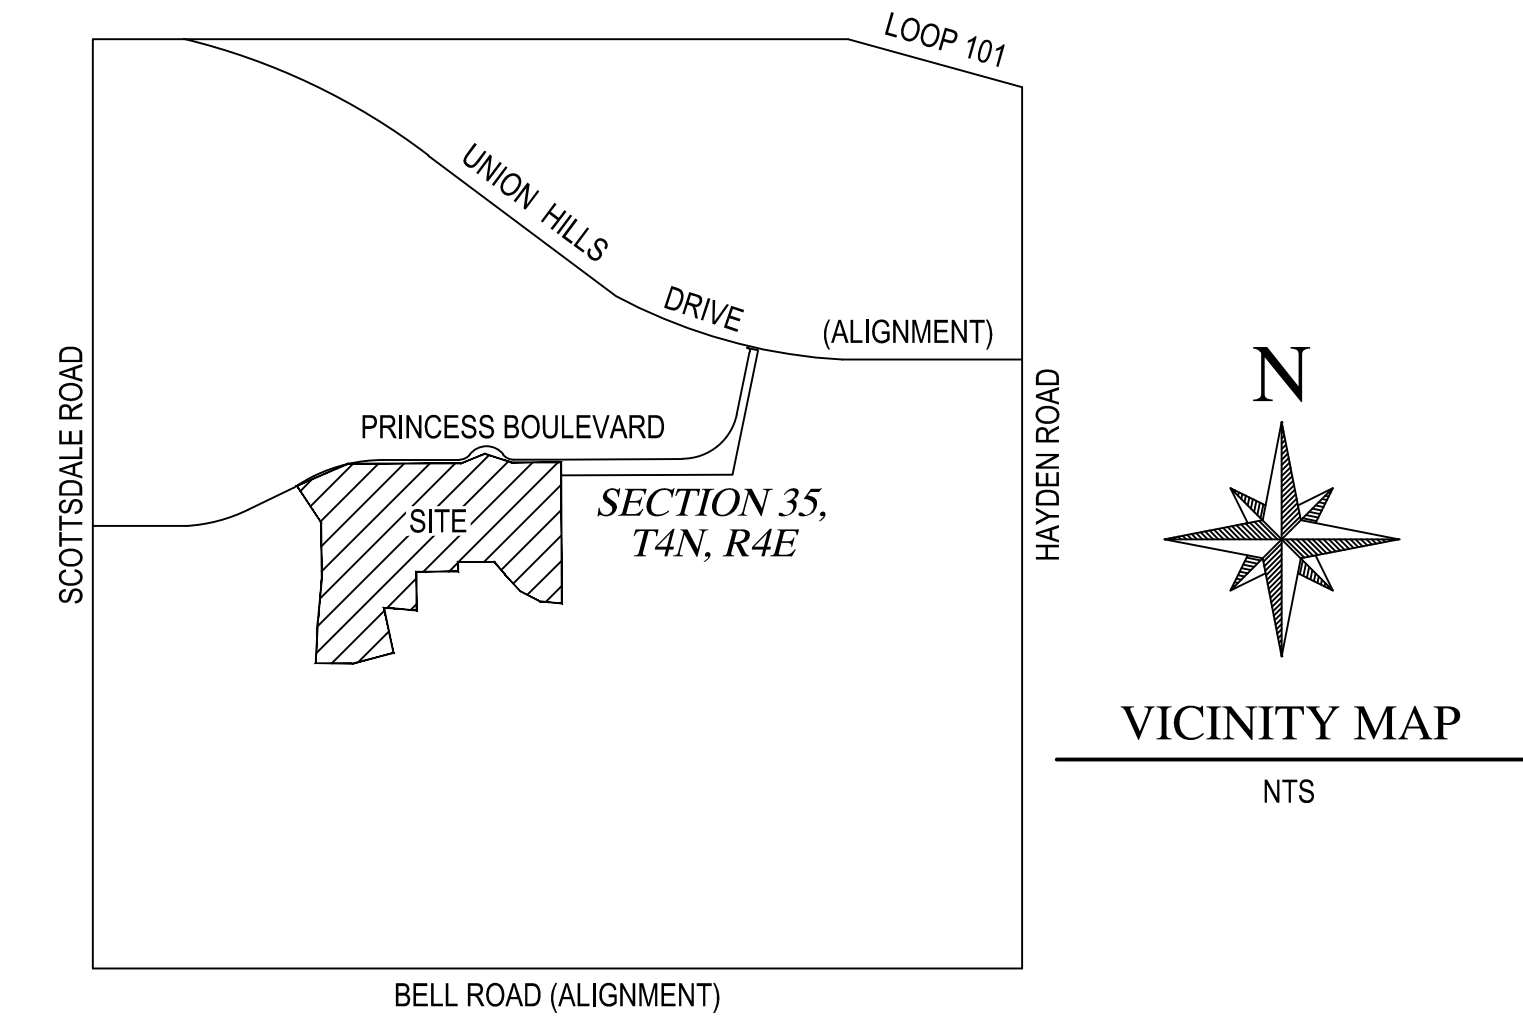 LOOP 101
UNION HILLS DRIVE (ALIGNMENT)
SCOTTSDALE ROAD
PRINCESS BOULEVARD
HAYDEN ROAD
SITE
SECTION 35,
T4N, R4E
BELL ROAD (ALIGNMENT)
N
VICINITY MAP
NTS